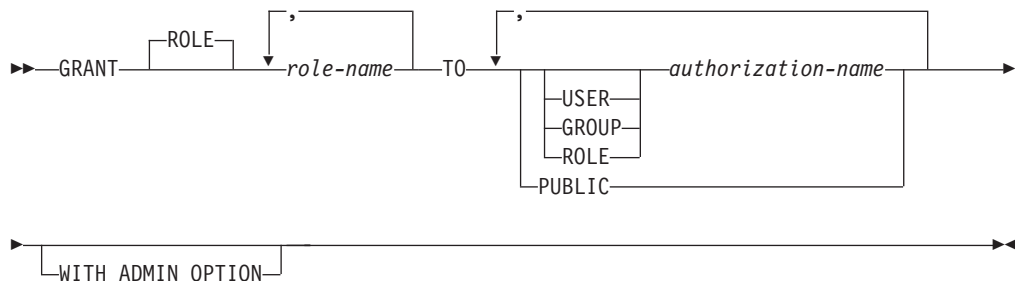 , ,
ROLE
GRANT role-name TO authorization-name
USER
GROUP
ROLE
PUBLIC
WITH ADMIN OPTION